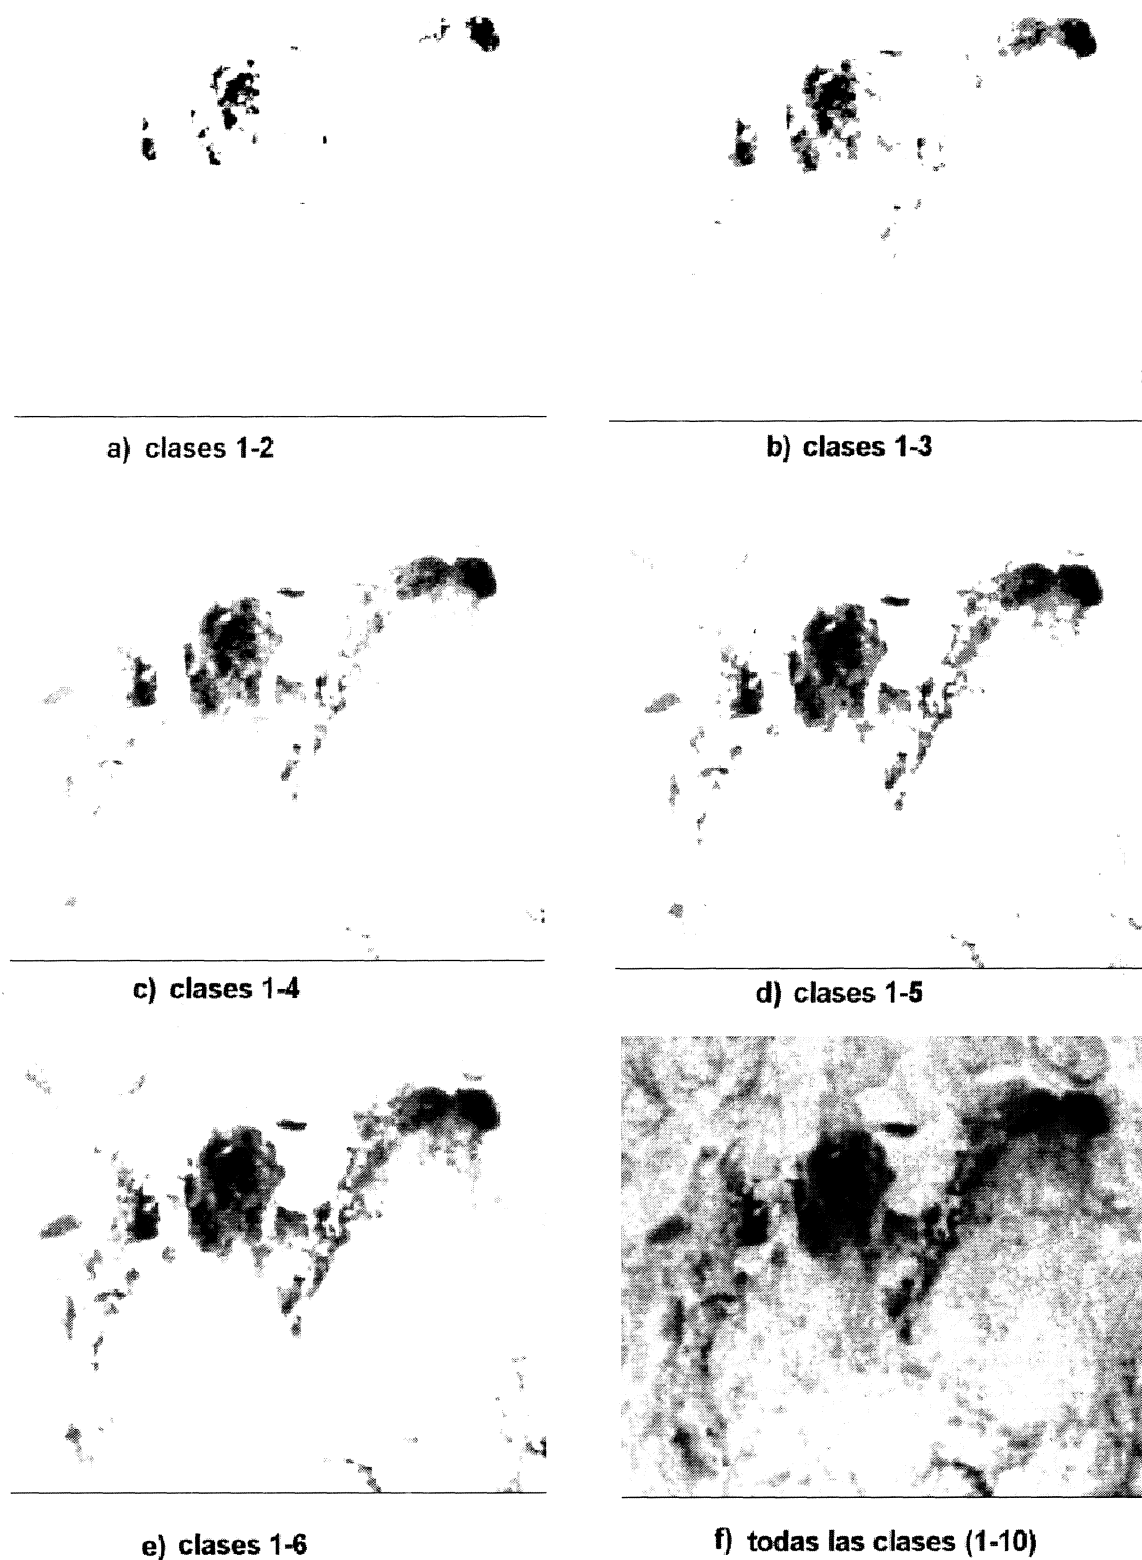 a) clases 1-2
b) clases 1-3
c) clases 1-4
d) clases 1-5
e) clases 1-6
f) todas las clases (1-10)